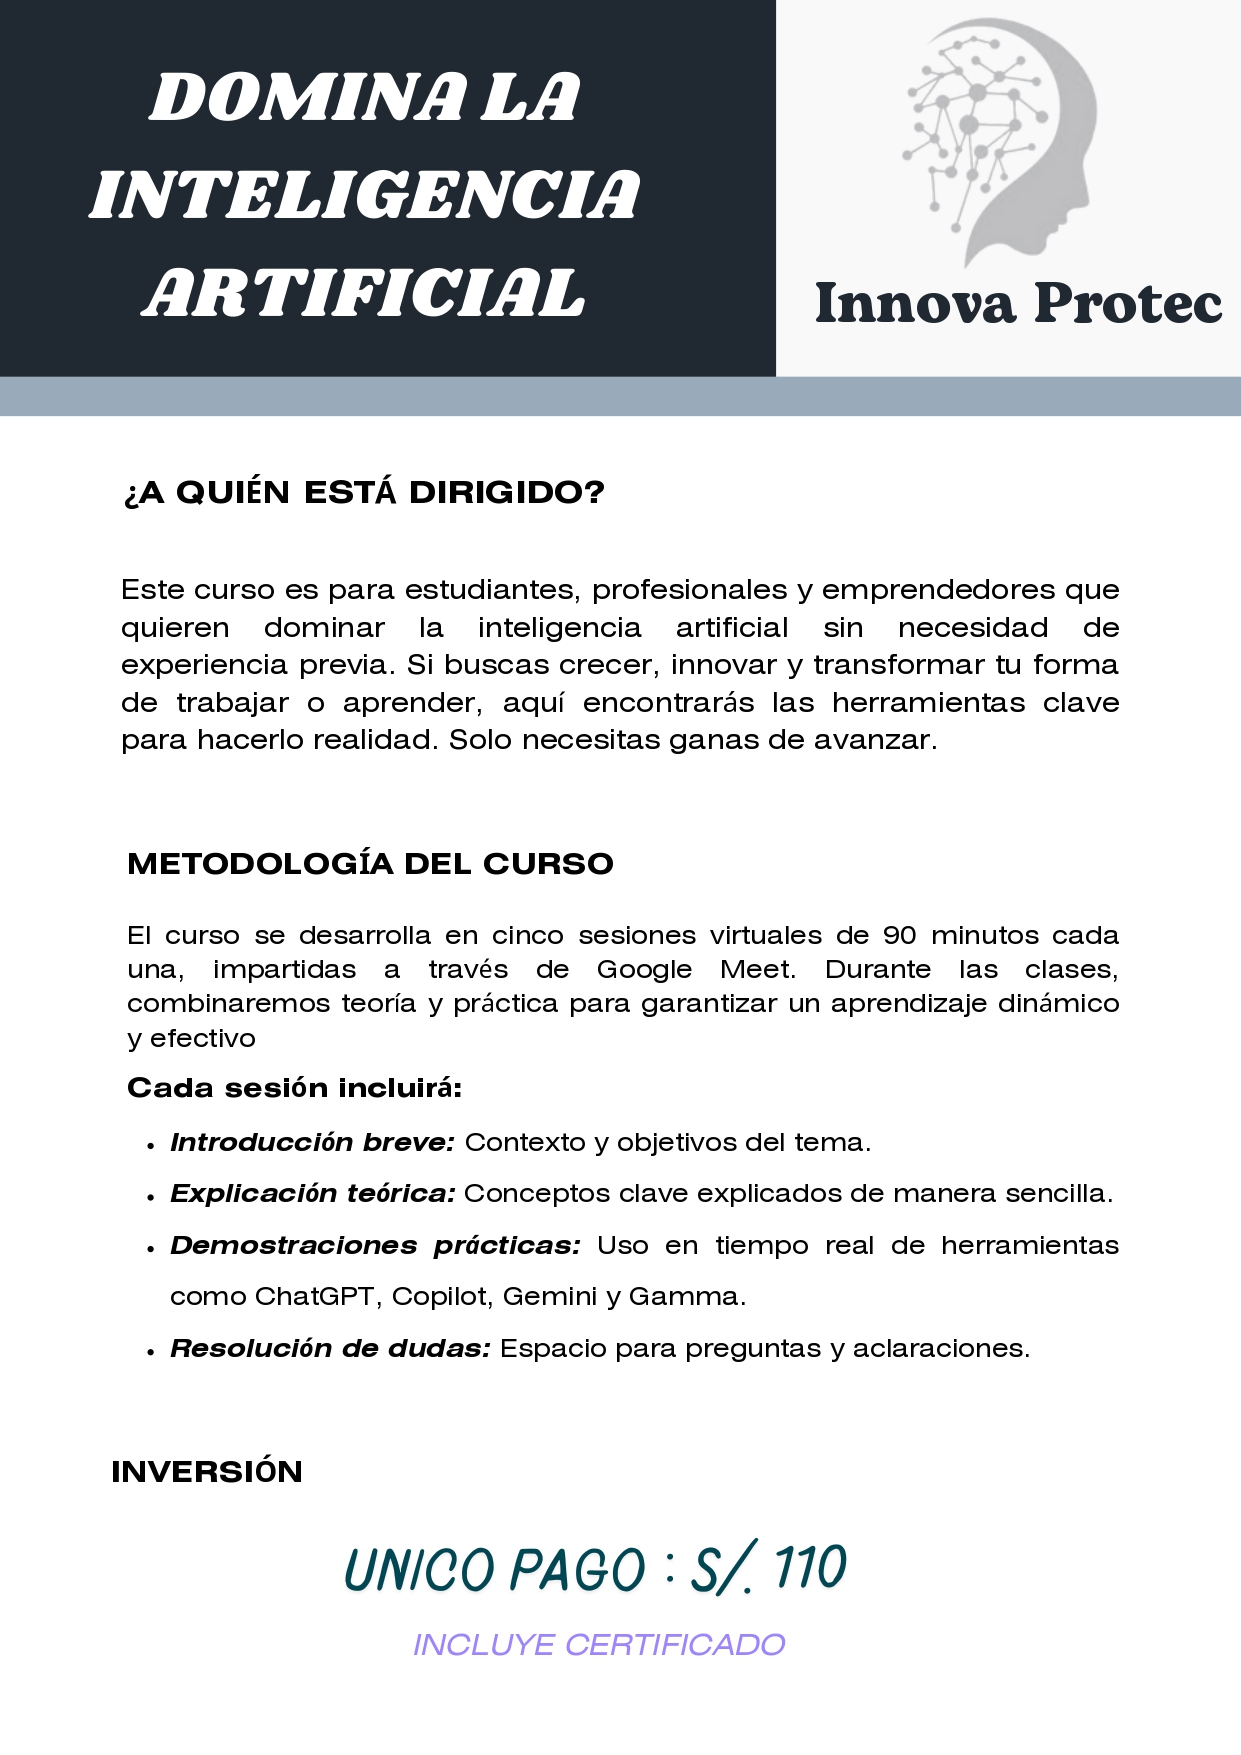 DOMINA LA
INTELIGENCIA
ARTIFICIAL
Innova Protec
¿A QUIÉN ESTÁ DIRIGIDO?
Este curso es para estudiantes, profesionales y emprendedores que
quieren dominar la inteligencia artificial sin necesidad de
experiencia previa. Si buscas crecer, innovar y transformar tu forma
de trabajar o aprender, aquí encontrarás las herramientas clave
para hacerlo realidad. Solo necesitas ganas de avanzar.
METODOLOGÍA DEL CURSO
El curso se desarrolla en cinco sesiones virtuales de 90 minutos cada
una, impartidas a través de Google Meet. Durante las clases,
combinaremos teoría y práctica para garantizar un aprendizaje dinámico
y efectivo
Cada sesión incluirá:
• Introducción breve: Contexto y objetivos del tema.
• Explicación teórica: Conceptos clave explicados de manera sencilla.
• Demostraciones prácticas: Uso en tiempo real de herramientas
como ChatGPT, Copilot, Gemini y Gamma.
• Resolución de dudas: Espacio para preguntas y aclaraciones.
INVERSIÓN
UNICO PAGO : S/. 110
INCLUYE CERTIFICADO